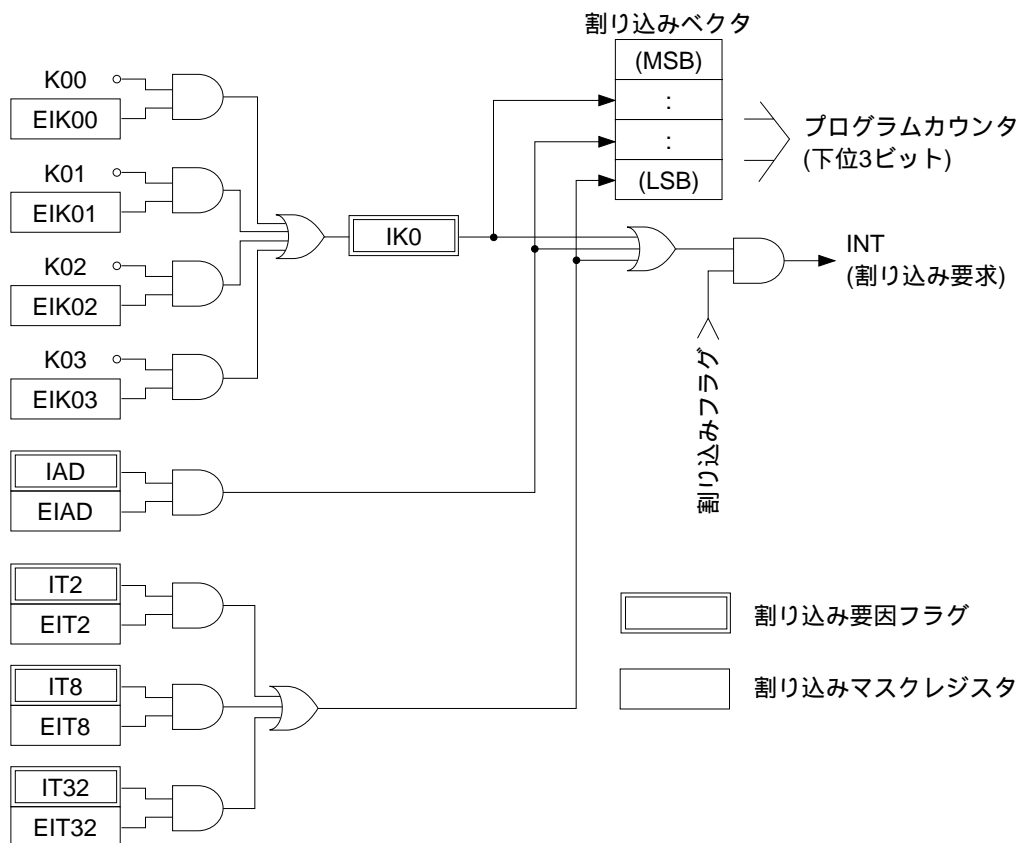 割り込みベクタ
(MSB)
:
:
(LSB)
プログラムカウンタ
(下位3ビット)
K00
EIK00
K01
EIK01
K02
EIK02
K03
EIK03
IK0
INT
(割り込み要求)
割り込みフラグ
IAD
EIAD
IT2
EIT2
IT8
EIT8
IT32
EIT32
割り込み要因フラグ
割り込みマスクレジスタ